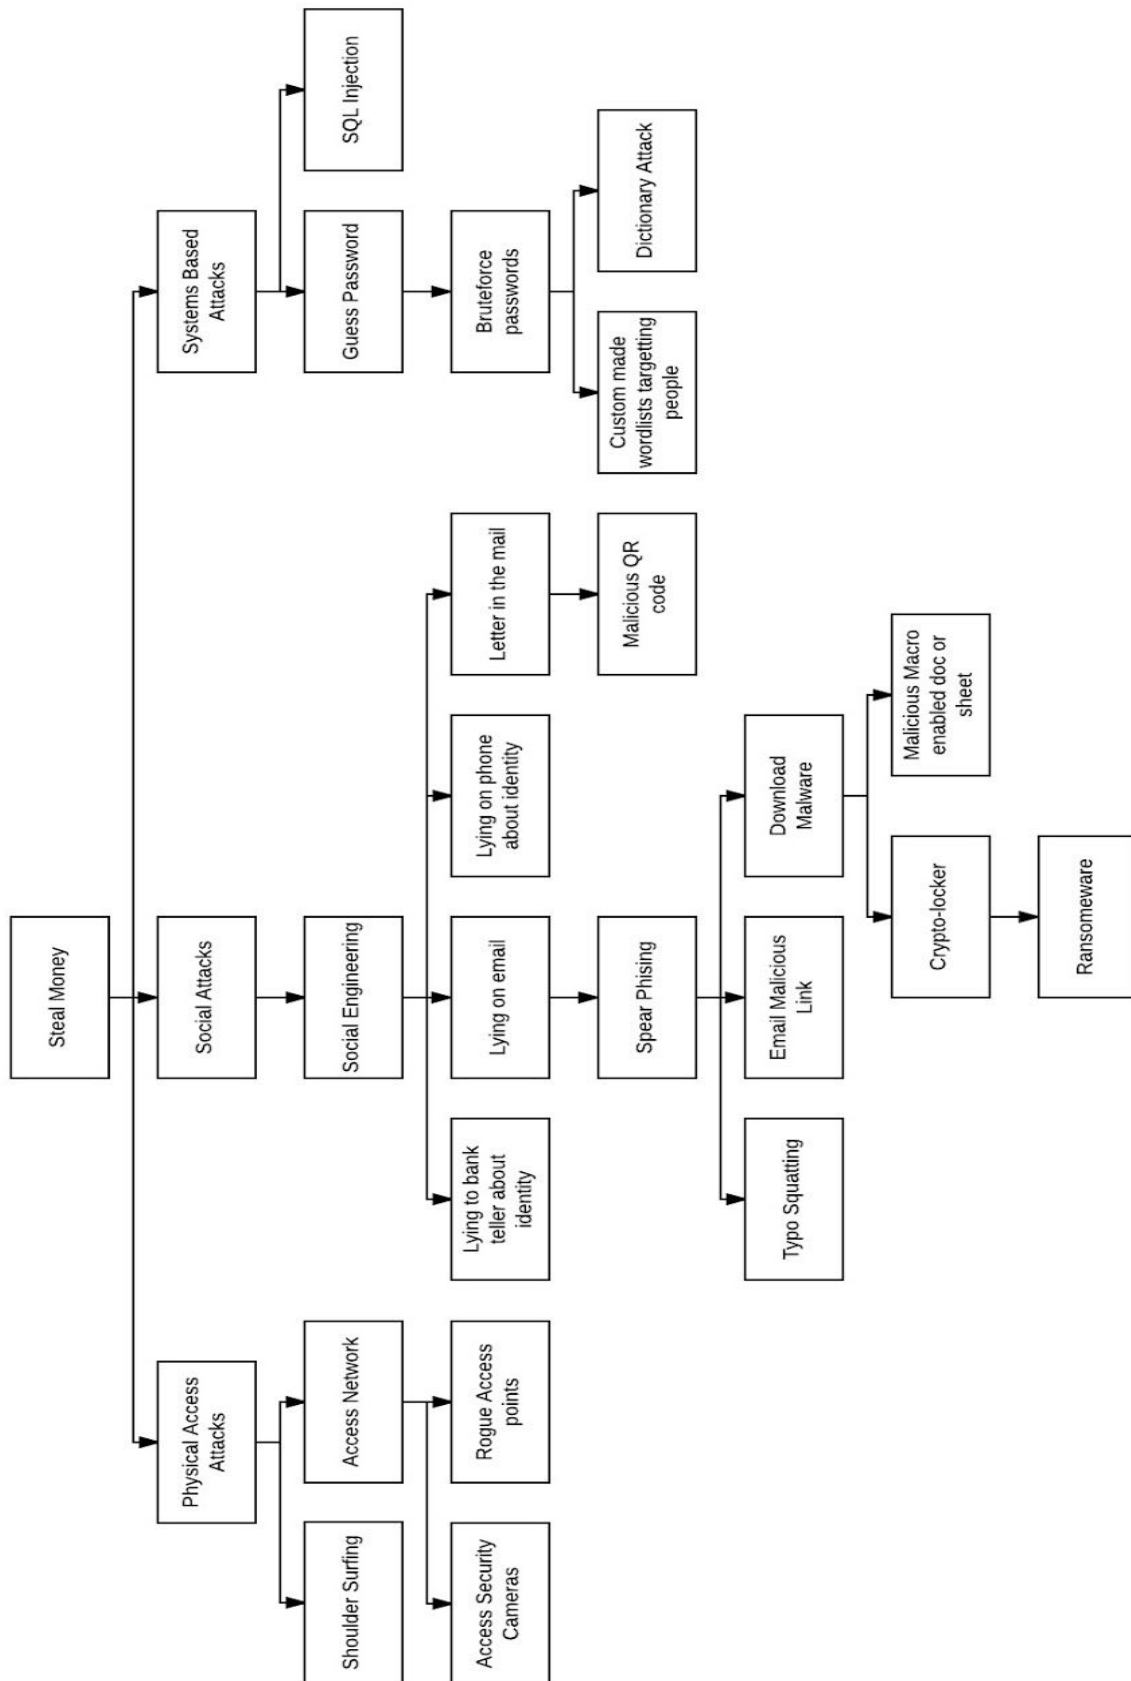 Steal Money
Physical Access
Attacks
Social Attacks
Systems Based
Attacks
Shoulder Surfing
Access Network
Social Engineering
Guess Password
SQL Injection
Access Security
Cameras
Rogue Access
points
Lying to bank
teller about
identity
Lying on email
Lying on phone
about identity
Letter in the mail
Bruteforce
passwords
Spear Phising
Malicious QR
code
Custom made
wordlists targetting
people
Dictionary Attack
Typo Squatting
Email Malicious
Link
Download
Malware
Crypto-locker
Malicious Macro
enabled doc or
sheet
Ransomeware